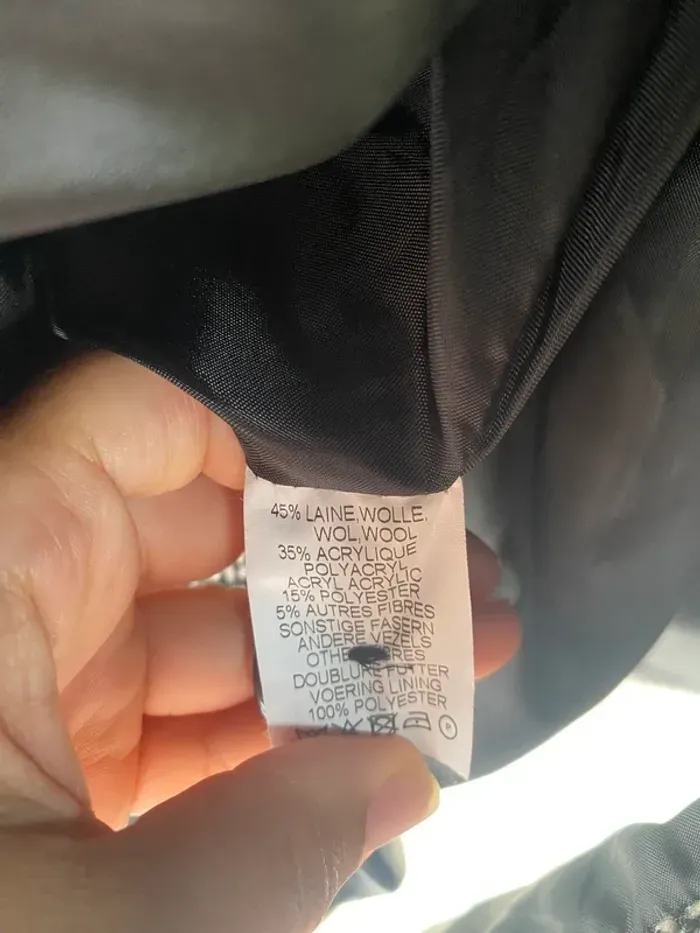 45% LAINE,WOLLE,
WOL,WOOL
35% ACRYLIQUE
POLYACRYL
ACRYL ACRYLIC
15% POLYESTER
5% AUTRES FIBRES
SONSTIGE FASERN
ANDERE VEZELS
DOUBLURE FUTTER
VOERING LINING
100% POLYESTER